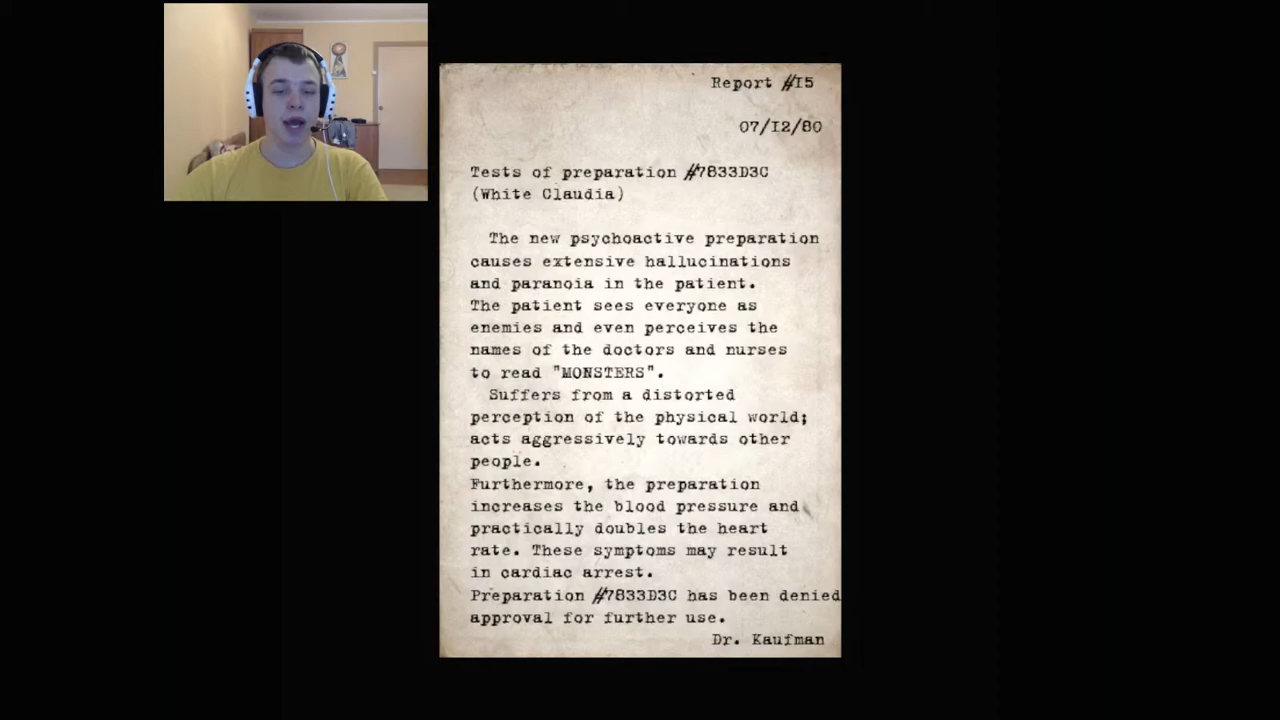 Report #15
07/12/80
Tests of preparation #7833D3C
(White Claudia)
The new psychoactive preparation
causes extensive hallucinations
and paranoia in the patient.
The patient sees everyone as
enemies and even perceives the
names of the doctors and nurses
to read "MONSTERS".
Suffers from a distorted
perception of the physical world;
acts aggressively towards other
people.
Furthermore, the preparation
increases the blood pressure and
practically doubles the heart
rate. These symptoms may result
in cardiac arrest.
Preparation #7833D3C has been denied
approval for further use.
Dr. Kaufman